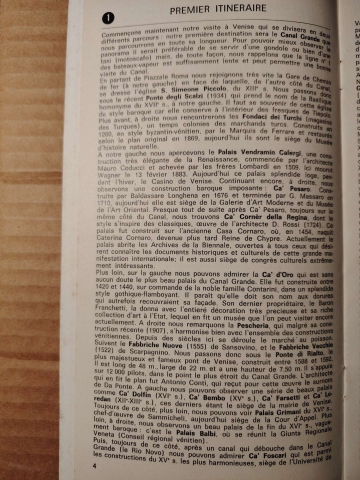 1
PREMIER ITINERAIRE
Commençons maintenant notre visite à Venise qui se divisera en deux
différents parcours: notre première destination sera le Canal Grande que
nous parcourrons en toute sa longueur. Pour pouvoir mieux observer le
panorama il serait préférable de se servir d'une gondole ou bien d'un
taxi (motoscafo) mais, de toute façon, nous rappelons que la ligne n° 1
des bateaux-vapeur est suffisamment lente et peut permettre une bonne
visite du Canal.
En partant de Piazzale Roma nous rejoignons très vite la Gare de Chemin
de fer (à notre gauche) en face de laquelle, de l'autre côté du Canal,
se dresse l'église S. Simeone Piccolo, du XIIIe s. Nous passons
sous le récent Ponte degli Scalzi (1934) qui prend le nom de la Basilique
homonyme du XVIIe s. à notre gauche. Il faut se souvenir de cette église
de style baroque car elle conserve à l'intérieur des fresques de Tiepolo.
Plus avant, à droite nous rencontrerons les Fondaci dei Turchi (Magasins
des Turques), un temps colonies des marchands turcs. Construits en
1200, en style byzantin-vénitien, par le Marquis de Ferrare et restaurés
selon le plan original en 1869, aujourd'hui ils sont le siège du Musée
d'histoire naturelle.
A notre gauche nous apercevons le Palais Vendramin Calergi, une cons-
truction très élégante de la Renaissance, commencée par l'architecte
Mauro Coducci et achevée par les frères Lombardi en 1509. Ici mourut
Wagner le 13 février 1883. Aujourd'hui ce palais splendide loge, pen-
dant l'hiver, le Casino de Venise. Continuant encore, à droite, nous
observons une construction baroque imposante: Ca' Pesaro. Cons-
truite par Baldassare Longhena en 1676 et terminée par G. Massaro en
1710, aujourd'hui elle est siège de la Galerie d'Art Moderne et du Musée
de l'Art Oriental. Presque tout de suite après Ca' Pesaro, toujours sur le
même côté du Canal, nous trouvons Ca' Cornèr della Regina, dont le
style s'inspire des classiques, œuvre de l'architecte D. Rossi (1724). Ce
palais fut construit sur l'ancienne Casa Cornaro, où, en 1454, naquit
Caterina Cornaro, devenue plus tard Reine de Chypre. Actuellement le
palais abrite les Archives de la Biennale, ouvertes à tous ceux qui dési-
rent connaître les documents historiques et culturels de cette grande ma-
nifestation internationale; il est aussi siège de congrès culturels extrême-
ment intéressants.
Plus loin, sur la gauche nous pouvons admirer la Ca' d'Oro qui est sans
aucun doute le plus beau palais du Canal Grande. Elle fut construite entre
1420 et 1440, sur commande de la noble famille Contarini, dans un splendide
style gothique-flamboyant. Il paraît qu'elle doit son nom aux dorures
qui autrefois recouvraient sa façade. Son dernier propriétaire, le Baron
Franchetti, la donna avec l'entière décoration très précieuse et sa riche
collection d'art à l'Etat, lequel en fit un musée que l'on peut visiter encore
actuellement. A droite nous remarquons la Pescheria, qui malgré sa cons-
truction récente (1907), s'harmonise bien avec l'ensemble des constructions
vénitiennes. Depuis des siècles ici se déroule le marché au poisson.
Suivent le Fabbriche Nuove (1555) de Sansovino, et le Fabbriche Vecchie
(1522) de Scarpagnino. Nous passons donc sous le Ponte di Rialto, le
plus majestueux et fameux pont de Venise, construit entre 1588 et 1592,
Il est long de 48 m., large de 22 m. et a une hauteur de 7,50 m. Il s'appuie
sur 12 000 pilots, dans le point le plus étroit du Canal Grande. L'architecte
qui en fit le plan fut Antonio Conti, qui reçut pour cette œuvre le surnom
de Da Ponte. A gauche nous pouvons observer une série de beaux palais
comme Ca' Dolfin (XVIe s.), Ca' Bembo (XVe s.), Ca' Farsetti et Ca' Lo-
redan (XIIe-XIIIe s.), ces derniers étant le siège de la mairie de Venise.
Toujours de ce côté, plus loin, nous pouvons voir Palais Grimani du XVIe s.,
chef-d'œuvre de Sammicheli, aujourd'hui siège de la Cour d'Appel. Plus
loin, à droite, nous observons un beau palais de la fin du XVIe s., vague-
ment baroque: c'est la Palais Balbi, où se réunit la Giunta Regionale
Veneta (Conseil régional vénitien).
Puis, toujours de ce côté, après un canal qui débouche dans le Canal
Grande (le Rio Novo) nous pouvons admirer Ca' Foscari qui est parmi
les constructions du XVe s. les plus harmonieuses, siège de l'Université de
4